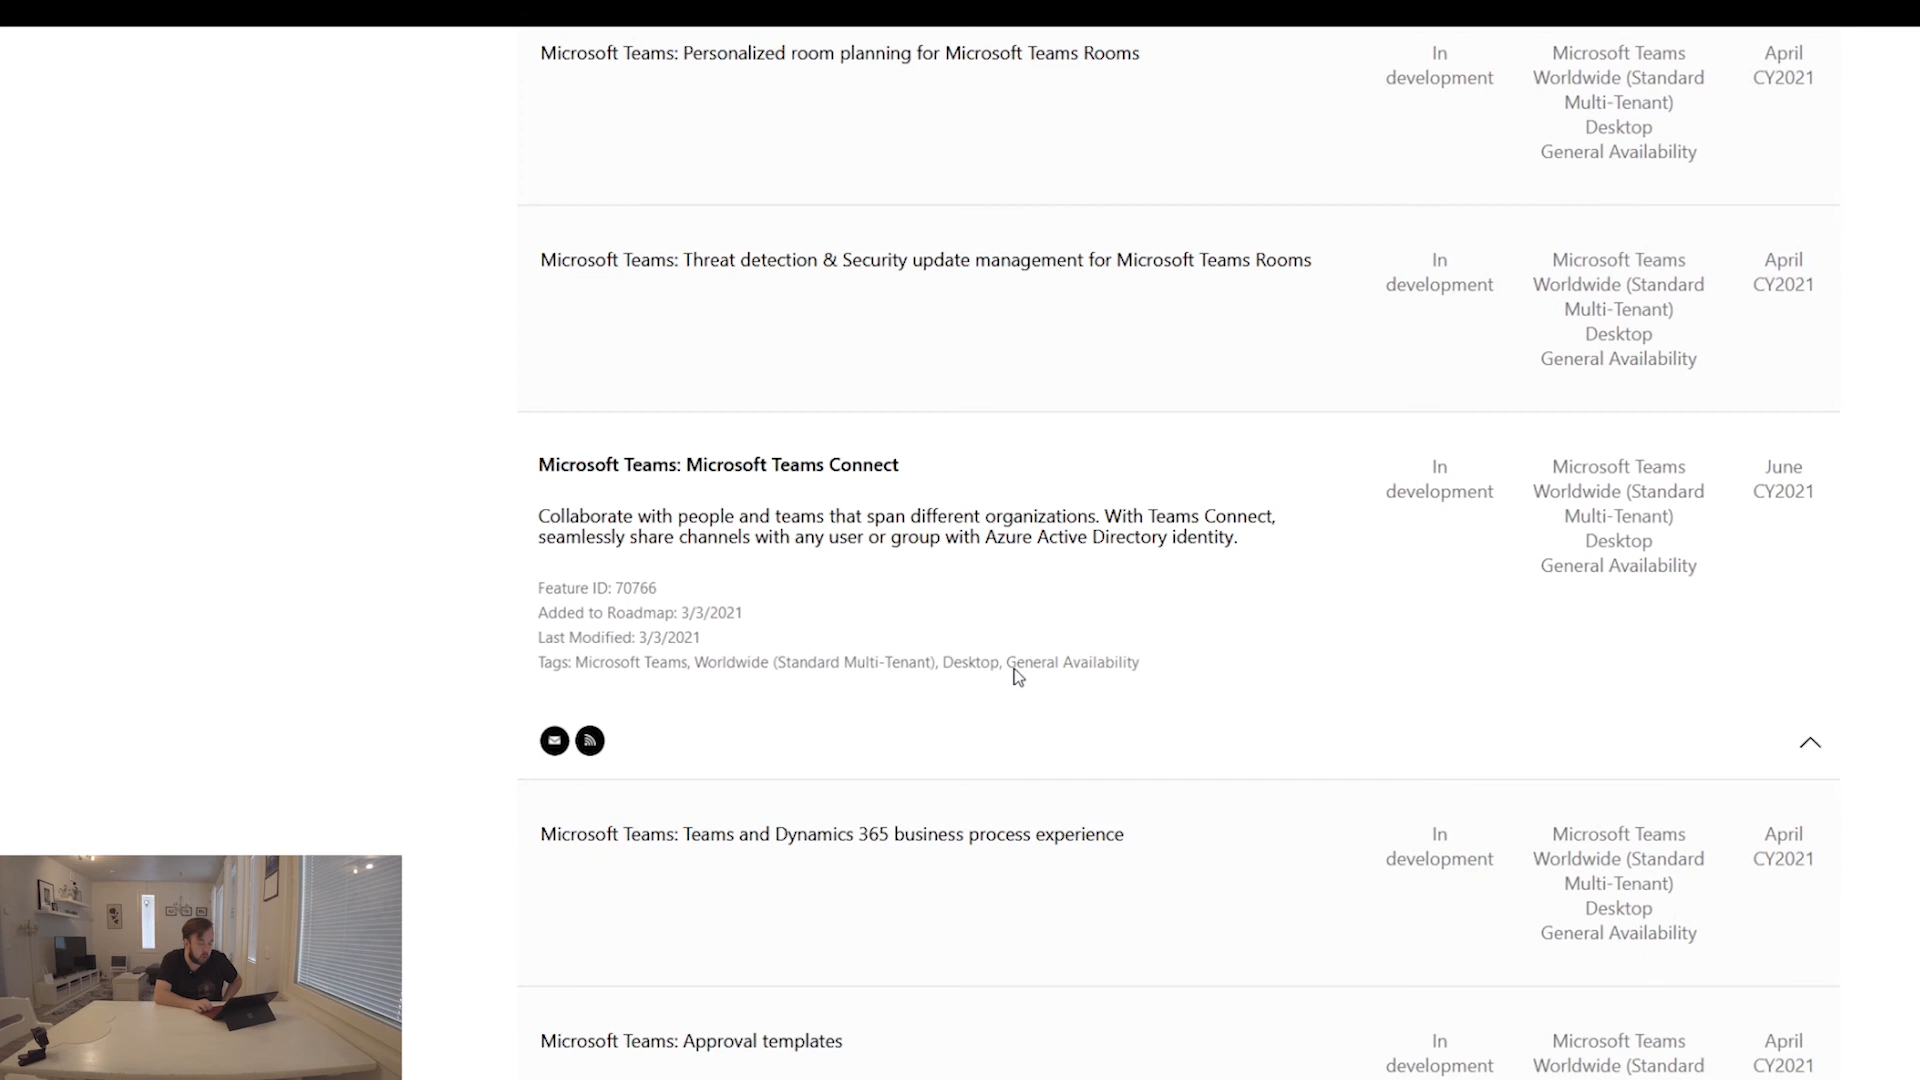 Microsoft Teams: Personalized room planning for Microsoft Teams Rooms
In
development
Microsoft Teams
Worldwide (Standard
Multi-Tenant)
Desktop
General Availability
April
CY2021
Microsoft Teams: Threat detection & Security update management for Microsoft Teams Rooms
In
development
Microsoft Teams
Worldwide (Standard
Multi-Tenant)
Desktop
General Availability
April
CY2021
Microsoft Teams: Microsoft Teams Connect
Collaborate with people and teams that span different organizations. With Teams Connect,
seamlessly share channels with any user or group with Azure Active Directory identity.
Feature ID: 70766
Added to Roadmap: 3/3/2021
Last Modified: 3/3/2021
Tags: Microsoft Teams, Worldwide (Standard Multi-Tenant), Desktop, General Availability
In
development
Microsoft Teams
Worldwide (Standard
Multi-Tenant)
Desktop
General Availability
June
CY2021
Microsoft Teams: Teams and Dynamics 365 business process experience
In
development
Microsoft Teams
Worldwide (Standard
Multi-Tenant)
Desktop
General Availability
April
CY2021
Microsoft Teams: Approval templates
In
development
Microsoft Teams
Worldwide (Standard
April
CY2021